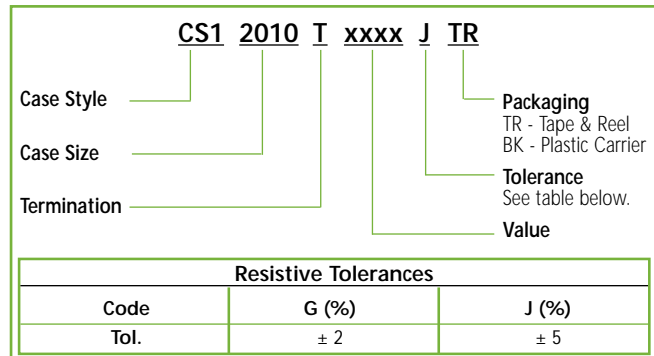 CS1 2010 T xxxx J TR
Case Style
Case Size
Termination
Packaging
TR - Tape & Reel
BK - Plastic Carrier
Tolerance
See table below.
Value
Resistive Tolerances
Code G (%) J (%)
Tol. ± 2 ± 5